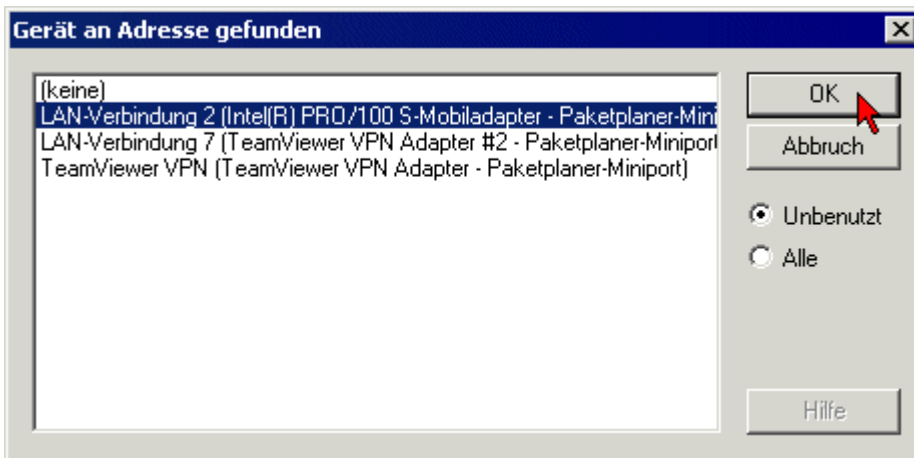 Gerät an Adresse gefunden
(keine)
LAN-Verbindung 2 (Intel(R) PRO/100 S-Mobiladapter - Paketplaner-Mini
LAN-Verbindung 7 (TeamViewer VPN Adapter #2 - Paketplaner-Miniport
TeamViewer VPN (TeamViewer VPN Adapter - Paketplaner-Miniport)
OK
Abbruch
Unbenutzt
Alle
Hilfe